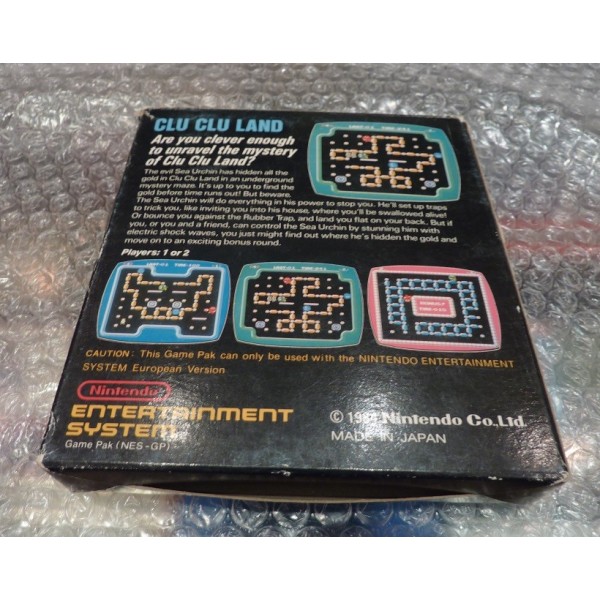 CLU CLU LAND
Are you clever enough
to unravel the mystery
of Clu Clu Land?
The evil Sea Urchin has hidden all the
gold in Clu Clu Land in an underground
mystery maze. It's up to you to find the
gold before time runs out! But beware.
The Sea Urchin will do everything in his power to stop you. He'll set up traps
to trick you, like inviting you into his house, where you'll be swallowed alive!
Or bounce you against the Rubber Trap, and land you flat on your back. But if
you, or you and a friend, can control the Sea Urchin by stunning him with
electric shock waves, you just might find out where he's hidden the gold and
move on to an exciting bonus round.
Players: 1 or 2
CAUTION: This Game Pak can only be used with the NINTENDO ENTERTAINMENT
SYSTEM European Version
Nintendo
ENTERTAINMENT
SYSTEM
Game Pak (NES-GP)
© Nintendo Co.,Ltd.
MADE IN JAPAN